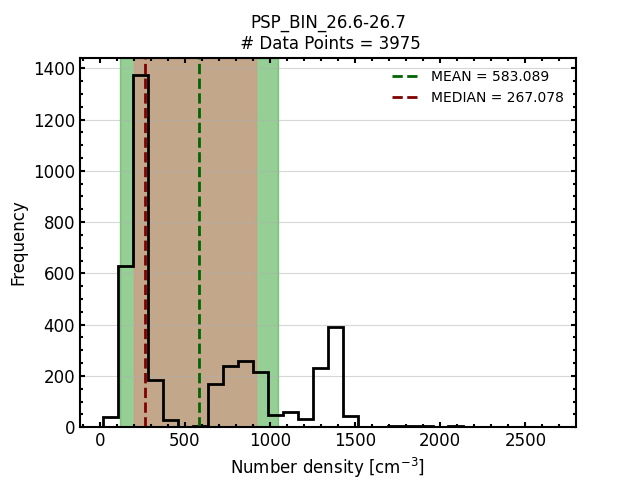 PSP_BIN_26.6-26.7
# Data Points = 3975
MEAN = 583.089
MEDIAN = 267.078
1400
1200
1000
800
600
400
200
0
Frequency
0 500 1000 1500 2000 2500
Number density [cm⁻³]